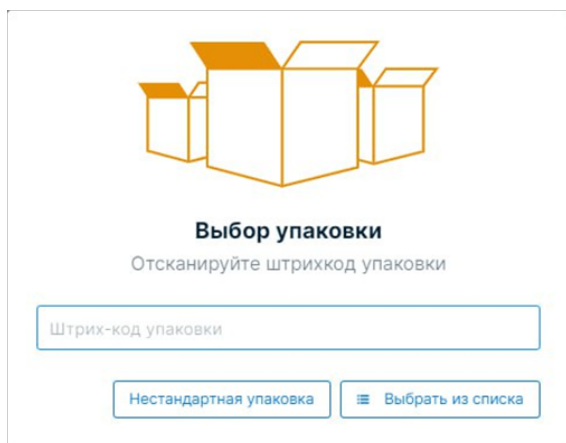 Выбор упаковки
Отсканируйте штрихкод упаковки
Штрих-код упаковки
Нестандартная упаковка
Выбрать из списка